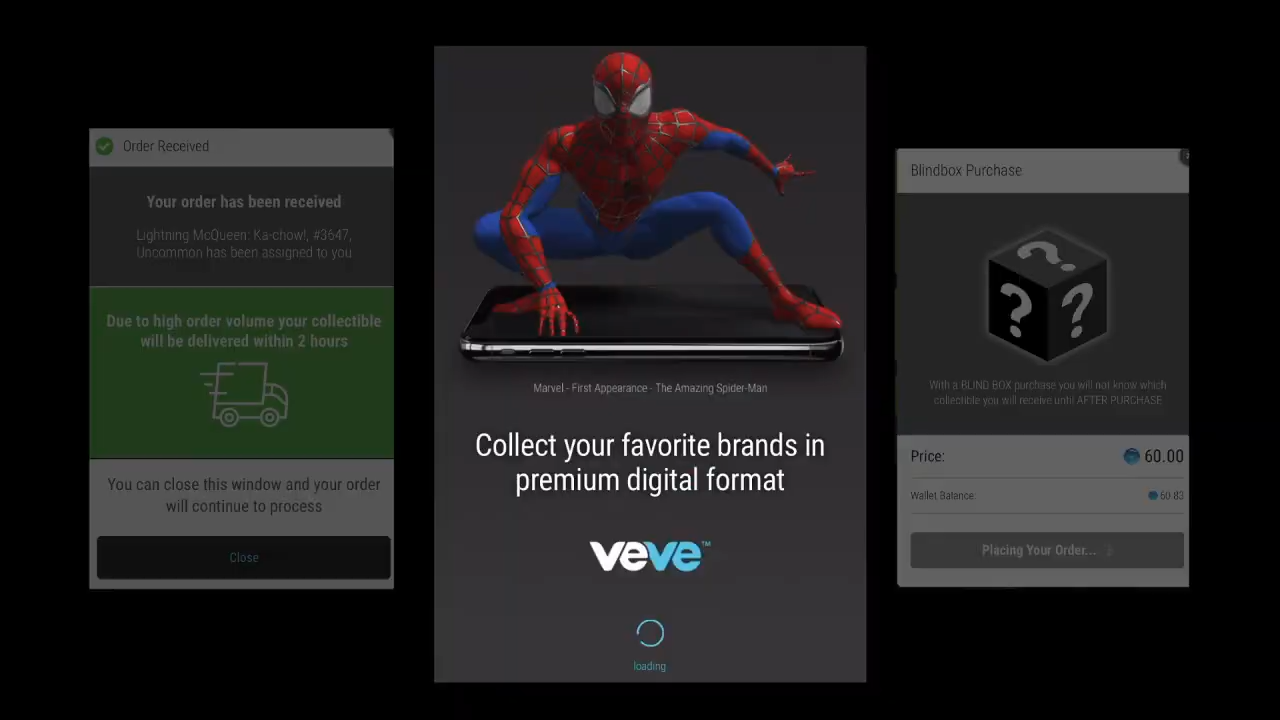 Order Received
Your order has been received
Lightning McQueen: Ka-chow!, #3647,
Uncommon has been assigned to you
Due to high order volume your collectible
will be delivered within 2 hours
You can close this window and your order
will continue to process
Close
Marvel - First Appearance - The Amazing Spider-Man
Collect your favorite brands in
premium digital format
veve™
loading
Blindbox Purchase
? ? ?
With a BLIND BOX purchase you will not know which
collectible you will receive until AFTER PURCHASE.
Price: 60.00
Wallet Balance: 60.83
Placing Your Order...